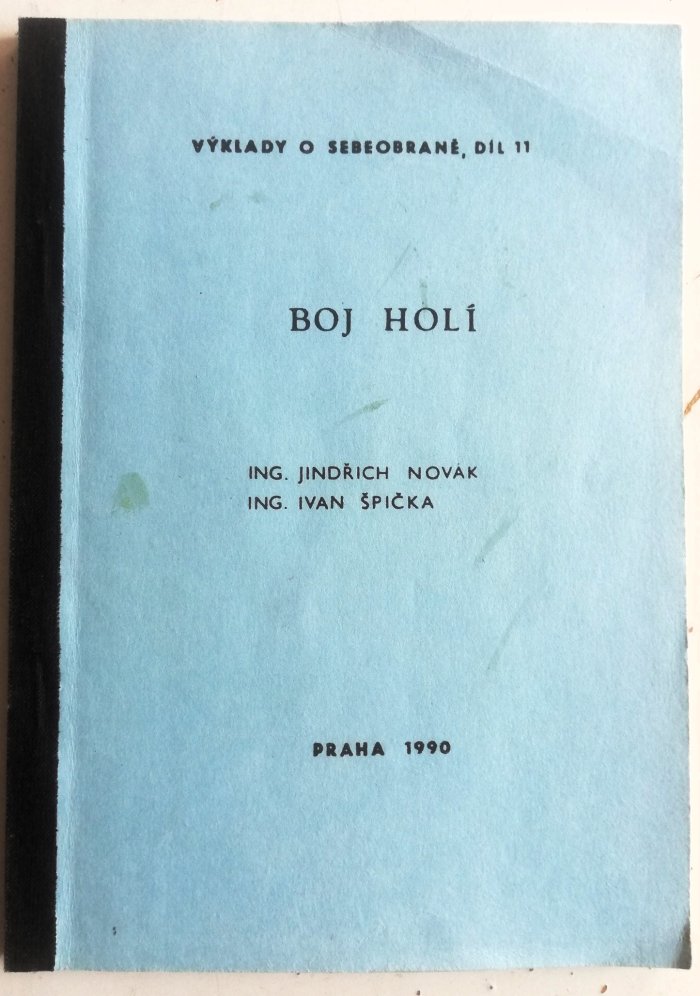 VÝKLADY O SEBEOBRANĚ, DÍL 11
BOJ HOLÍ
ING. JINDŘICH NOVÁK
ING. IVAN ŠPIČKA
PRAHA 1990